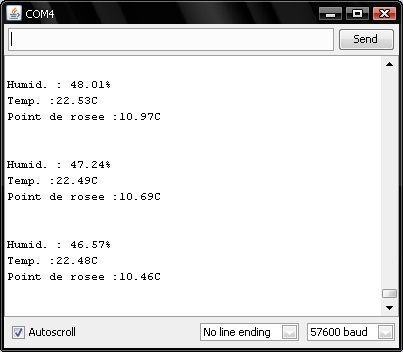 COM4
Send
Humid. : 48.01%
Temp. :22.53C
Point de rosee :10.97C
Humid. : 47.24%
Temp. :22.49C
Point de rosee :10.69C
Humid. : 46.57%
Temp. :22.48C
Point de rosee :10.46C
Autoscroll
No line ending
57600 baud